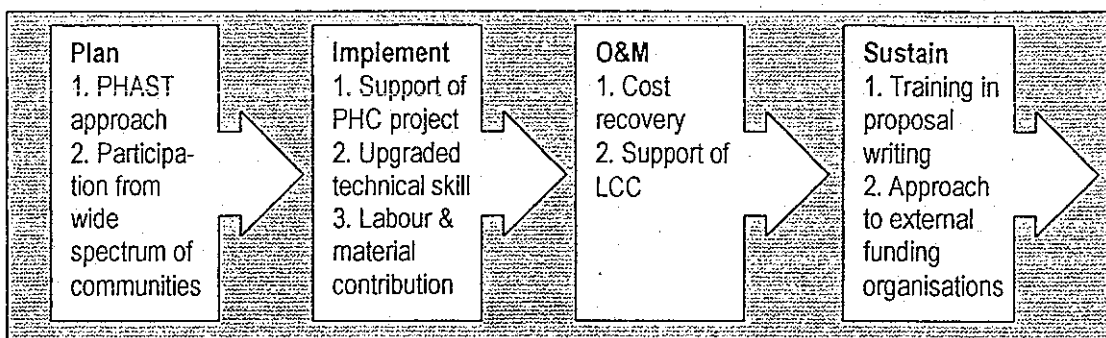 Plan
1. PHAST
approach
2. Participa-
tion from
wide
spectrum of
communities
Implement
1. Support of
PHC project
2. Upgraded
technical skill
3. Labour &
material
contribution
O&M
1. Cost
recovery
2. Support of
LCC
Sustain
1. Training in
proposal
writing
2. Approach
to external
funding
organisations